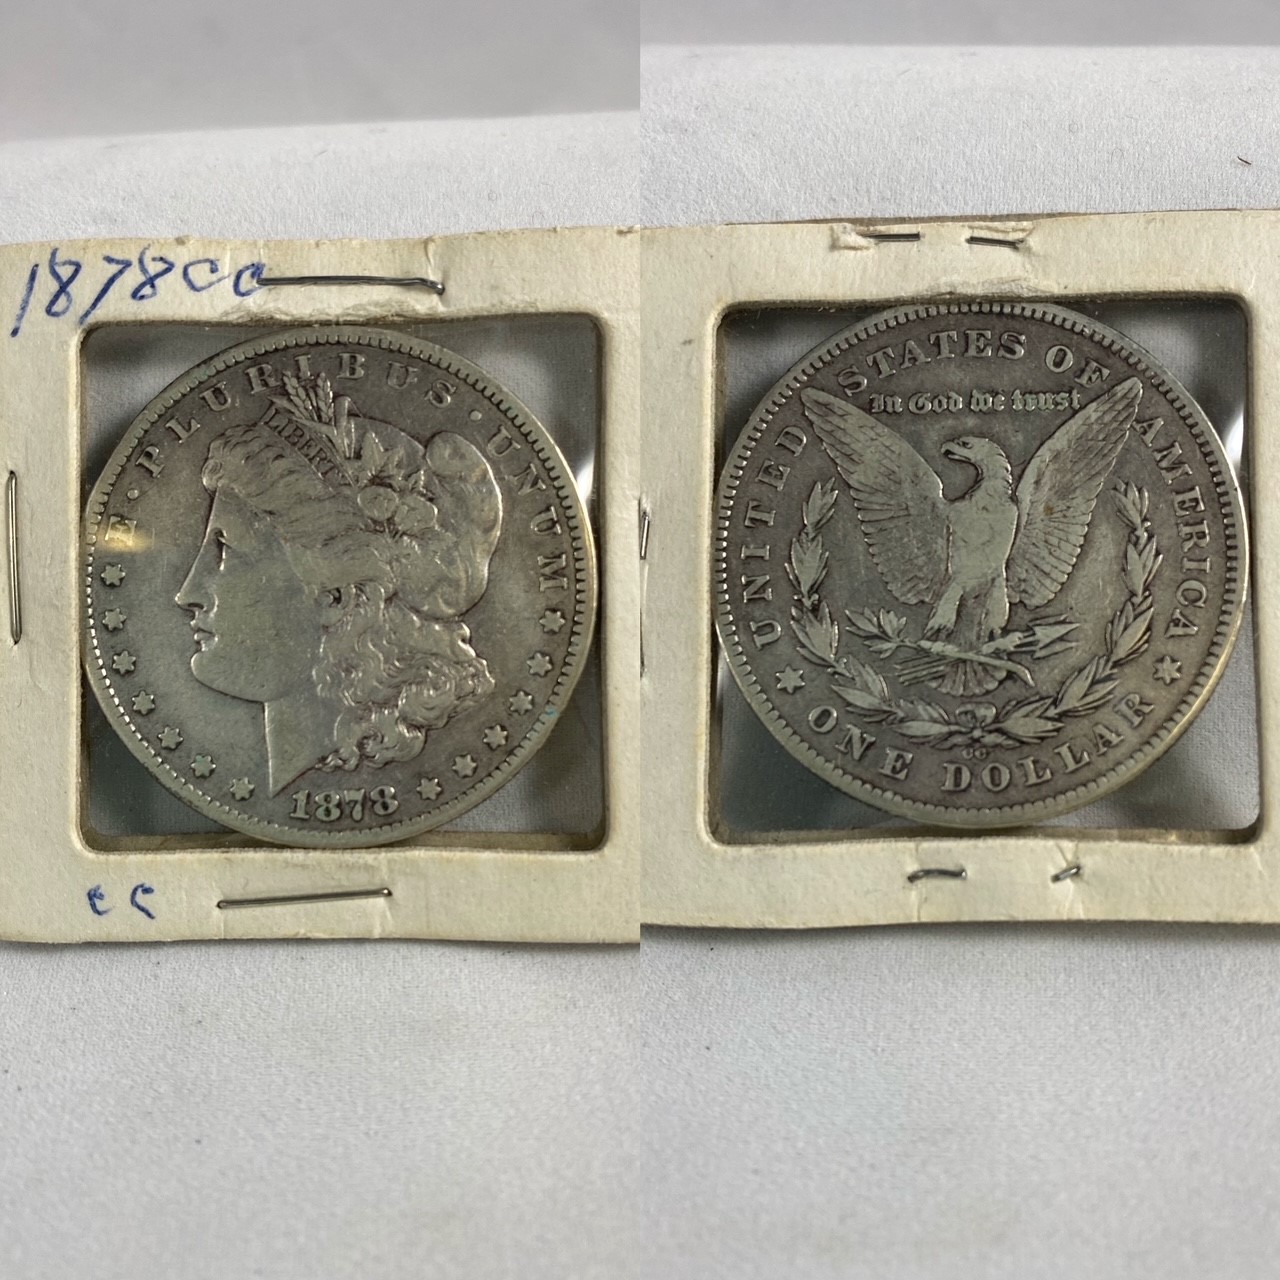 1878cc
E · PLURIBUS · UNUM
LIBERTY
1878
cc
UNITED STATES OF AMERICA
In God we trust
CC
ONE DOLLAR